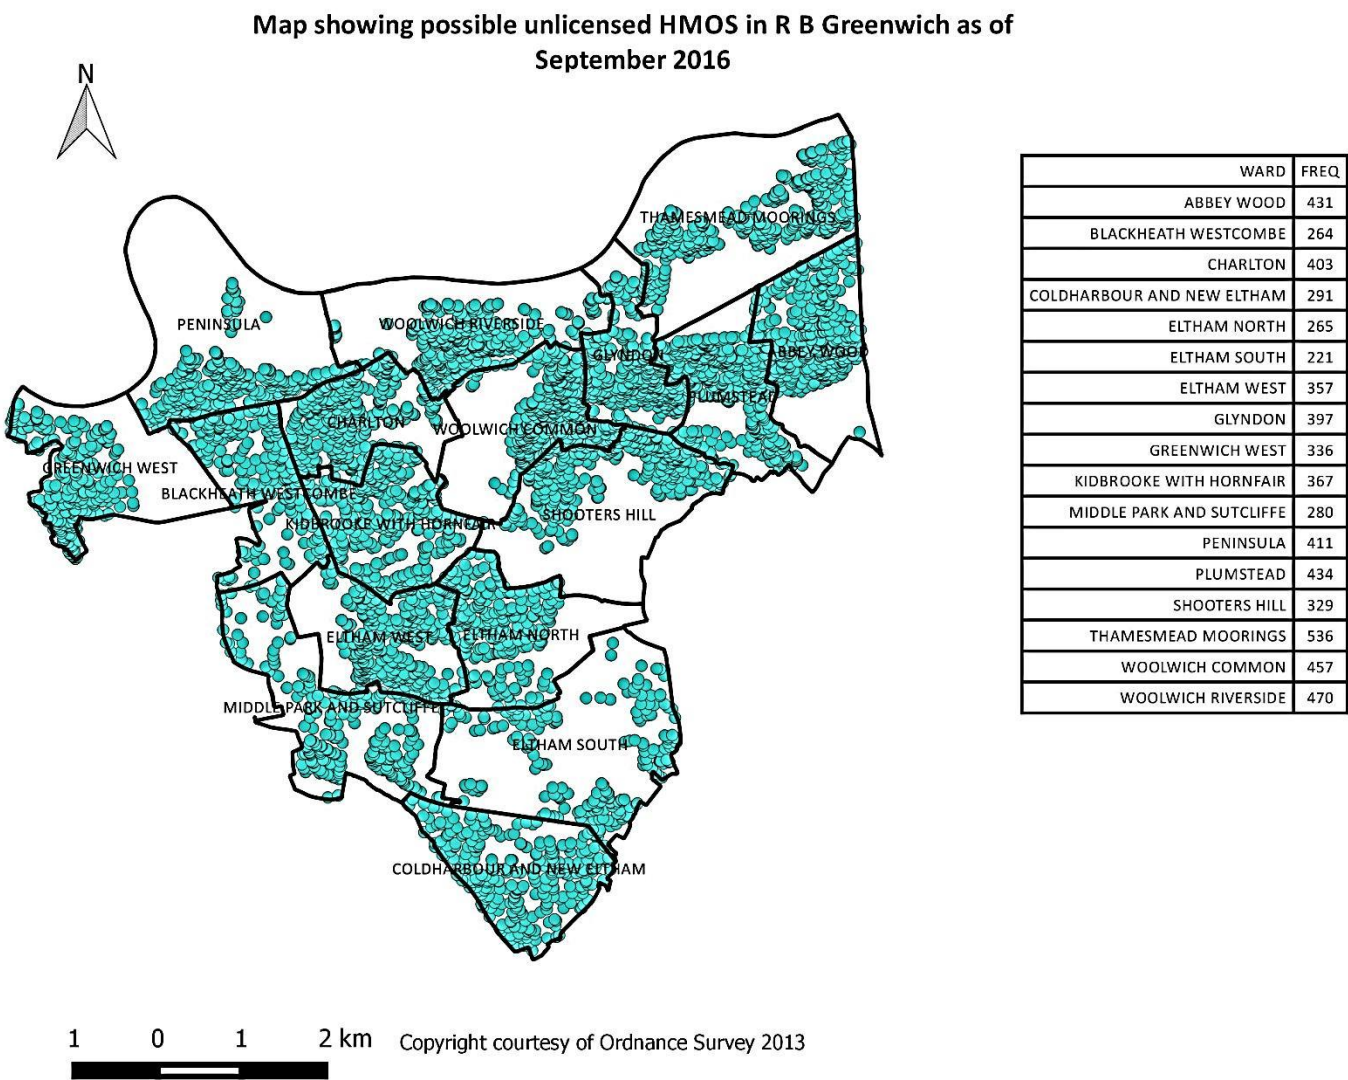 Map showing possible unlicensed HMOS in R B Greenwich as of
September 2016
N
THAMESMEAD MOORINGS
PENINSULA
WOOLWICH RIVERSIDE
GLYNDON
ABBEY WOOD
PLUMSTEAD
CHARLTON
WOOLWICH COMMON
GREENWICH WEST
BLACKHEATH WESTCOMBE
SHOOTERS HILL
KIDBROOKE WITH HORNFAIR
ELTHAM WEST
ELTHAM NORTH
MIDDLE PARK AND SUTCLIFFE
ELTHAM SOUTH
COLDHARBOUR AND NEW ELTHAM
WARD FREQ
ABBEY WOOD 431
BLACKHEATH WESTCOMBE 264
CHARLTON 403
COLDHARBOUR AND NEW ELTHAM 291
ELTHAM NORTH 265
ELTHAM SOUTH 221
ELTHAM WEST 357
GLYNDON 397
GREENWICH WEST 336
KIDBROOKE WITH HORNFAIR 367
MIDDLE PARK AND SUTCLIFFE 280
PENINSULA 411
PLUMSTEAD 434
SHOOTERS HILL 329
THAMESMEAD MOORINGS 536
WOOLWICH COMMON 457
WOOLWICH RIVERSIDE 470
1 0 1 2 km
Copyright courtesy of Ordnance Survey 2013